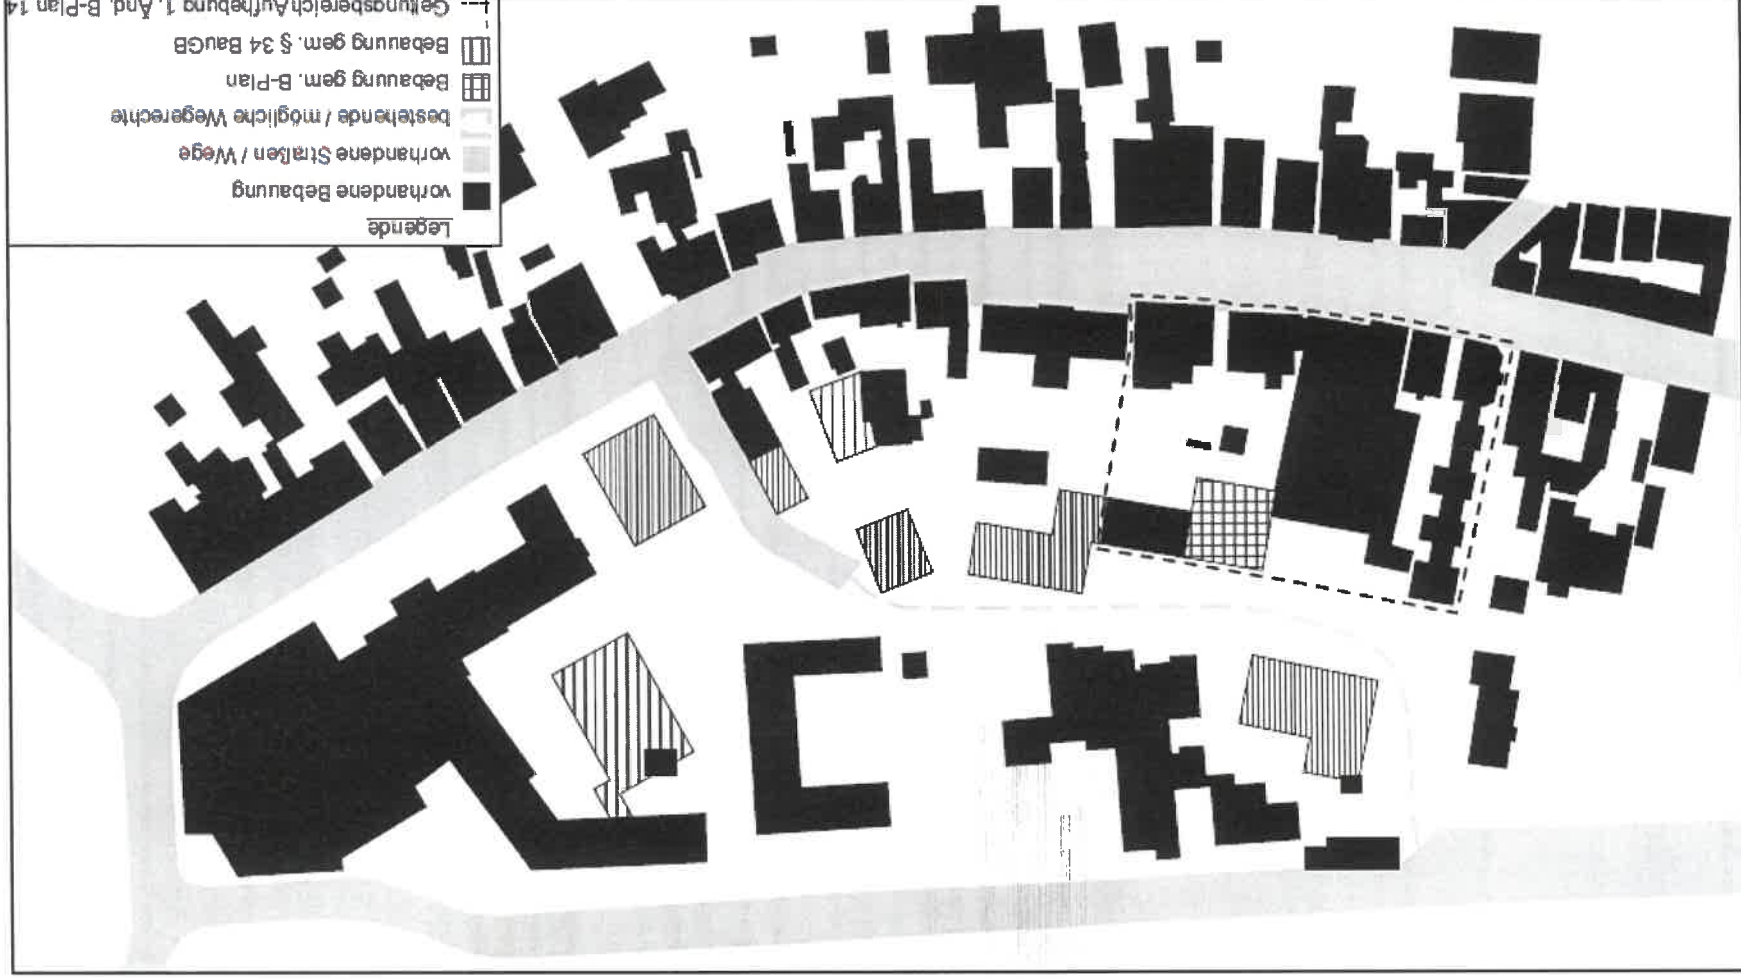 Legende
vorhandene Bebauung
vorhandene Straßen / Wege
bestehende / mögliche Wegerechte
Bebauung gem. B-Plan
Bebauung gem. § 34 BauGB
Geltungsbereich Aufhebung 1. Änd. B-Plan 14